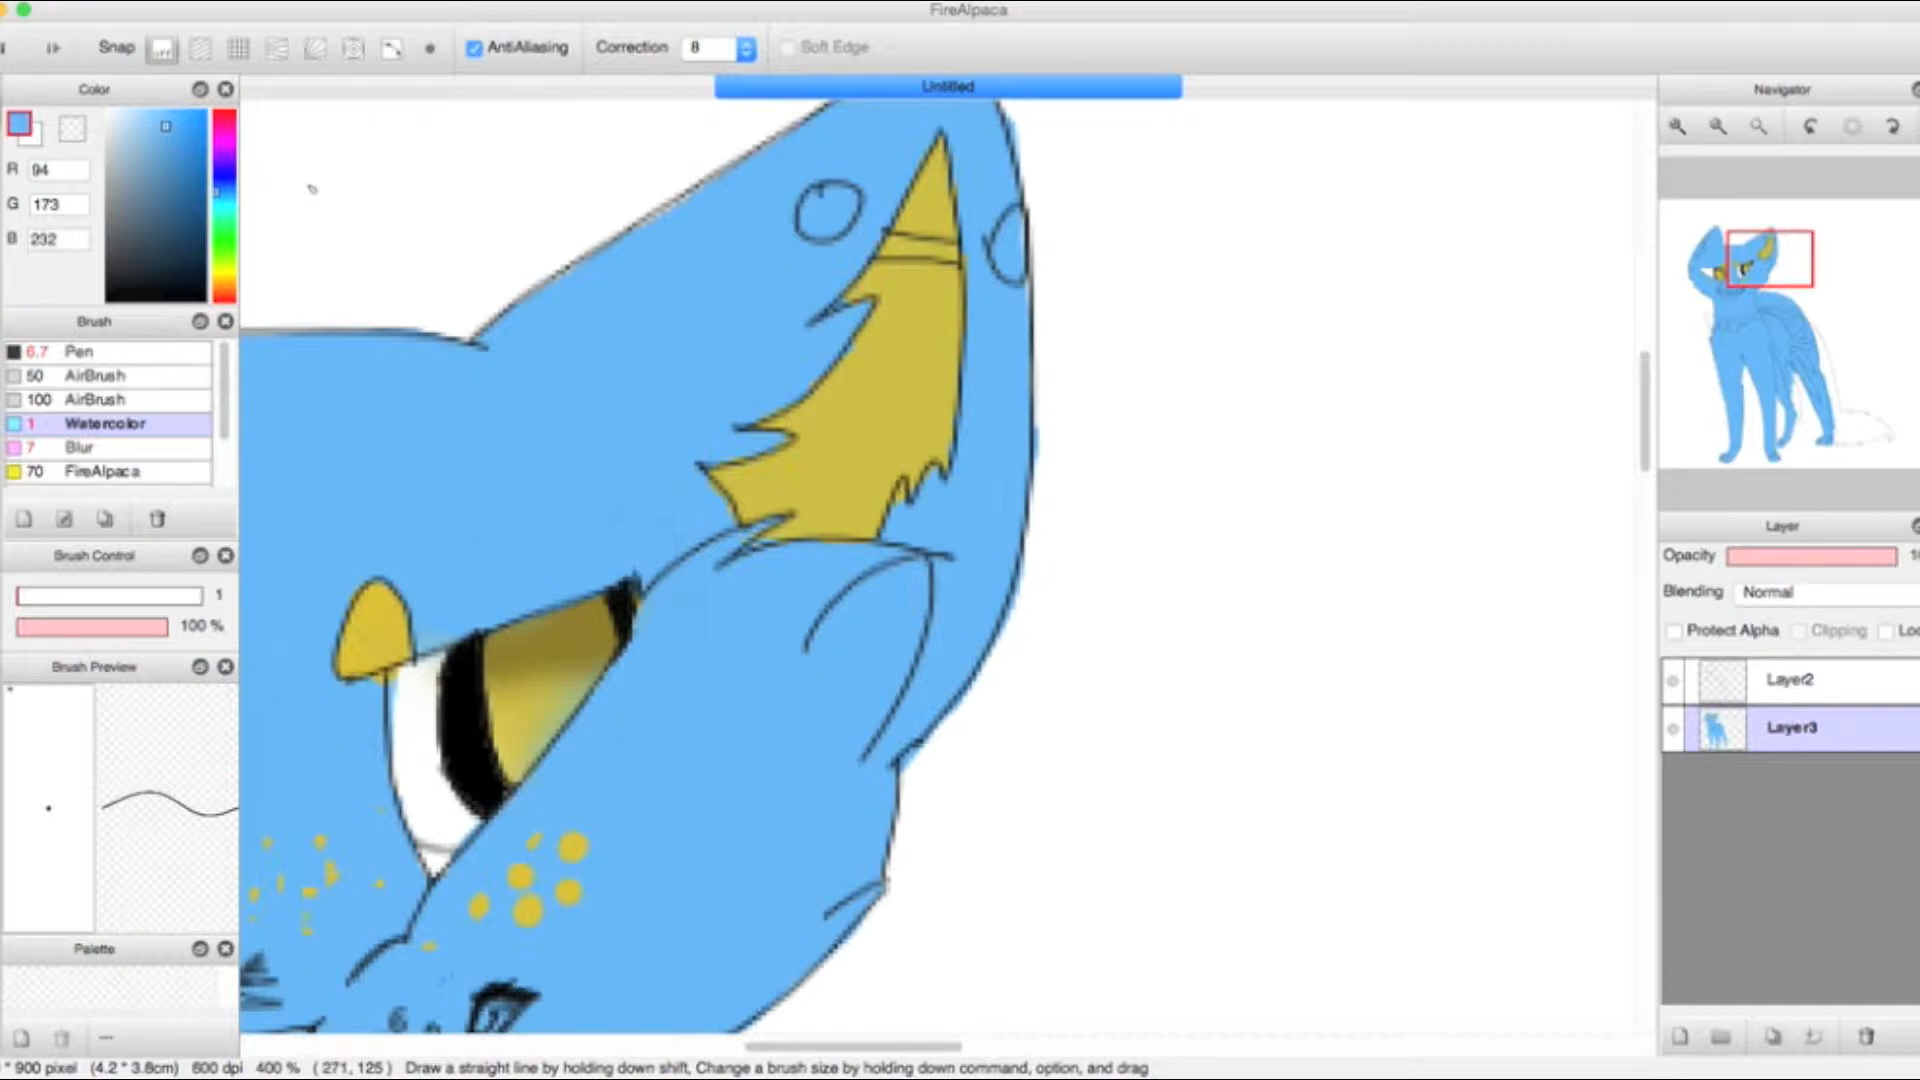 FireAlpaca
Snap
AntiAliasing
Correction
8
Soft Edge
Color
Untitled
Navigator
R 94
G 173
B 232
Brush
6.7 Pen
50 AirBrush
100 AirBrush
1 Watercolor
7 Blur
70 FireAlpaca
Brush Control
1
100 %
Brush Preview
Palette
Layer
Opacity
Blending Normal
Protect Alpha
Clipping
Layer2
Layer3
* 900 pixel (4.2 * 3.8cm) 600 dpi 400 % ( 271, 125 ) Draw a straight line by holding down shift, Change a brush size by holding down command, option, and drag